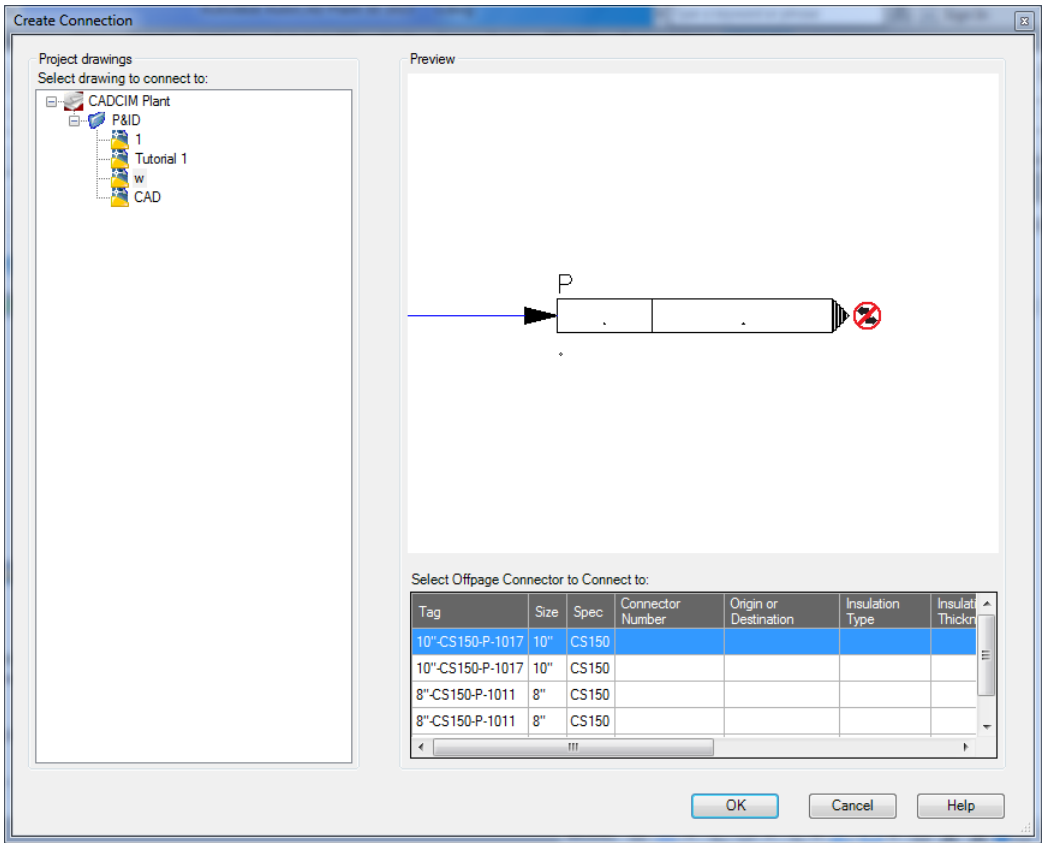 Create Connection
Project drawings
Select drawing to connect to:
CADCIM Plant
P&ID
1
Tutorial 1
w
CAD
Preview
P
Select Offpage Connector to Connect to:
Tag Size Spec Connector Number Origin or Destination Insulation Type Insulati Thickn
10"-CS150-P-1017 10" CS150
10"-CS150-P-1017 10" CS150
8"-CS150-P-1011 8" CS150
8"-CS150-P-1011 8" CS150
OK Cancel Help